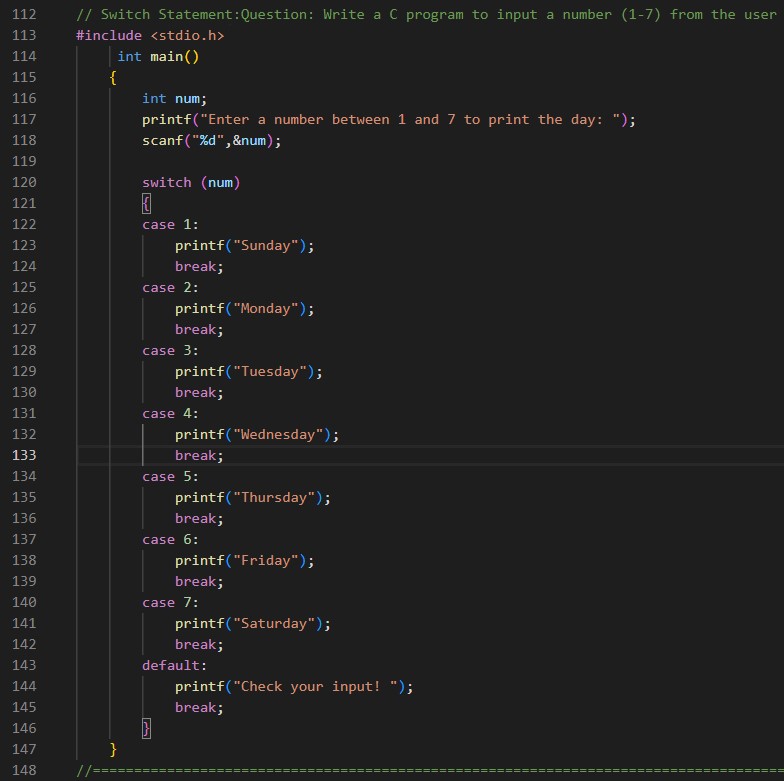 112 // Switch Statement:Question: Write a C program to input a number (1-7) from the user
113 #include <stdio.h>
114 int main()
115 {
116 int num;
117 printf("Enter a number between 1 and 7 to print the day: ");
118 scanf("%d",&num);
119
120 switch (num)
121 {
122 case 1:
123 printf("Sunday");
124 break;
125 case 2:
126 printf("Monday");
127 break;
128 case 3:
129 printf("Tuesday");
130 break;
131 case 4:
132 printf("Wednesday");
133 break;
134 case 5:
135 printf("Thursday");
136 break;
137 case 6:
138 printf("Friday");
139 break;
140 case 7:
141 printf("Saturday");
142 break;
143 default:
144 printf("Check your input! ");
145 break;
146 }
147 }
148 //=====================================================================================